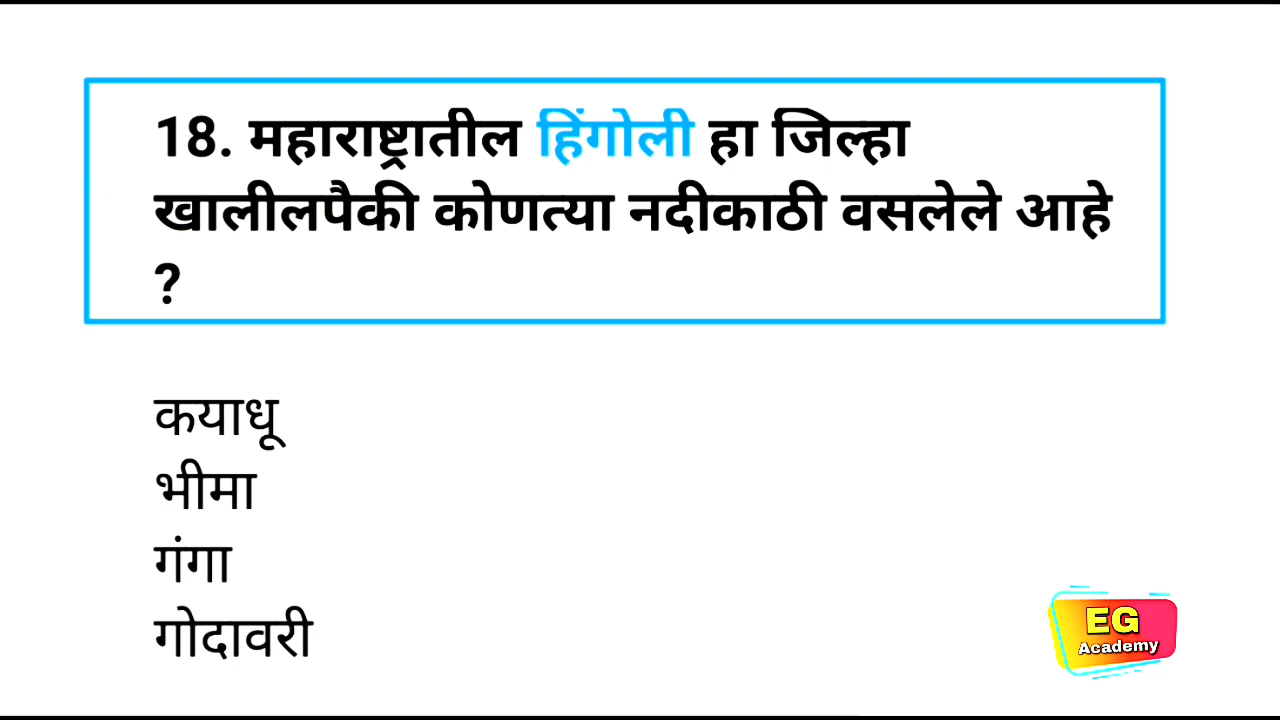 18. महाराष्ट्रातील हिंगोली हा जिल्हा
खालीलपैकी कोणत्या नदीकाठी वसलेले आहे
?
कयाधू
भीमा
गंगा
गोदावरी
EG
Academy